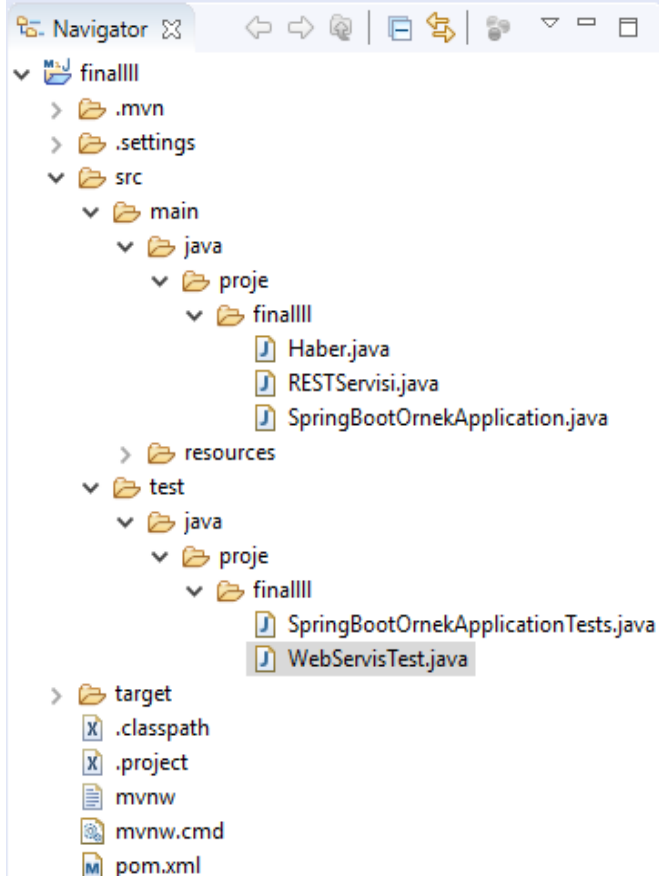 Navigator
finallll
.mvn
.settings
src
main
java
proje
finallll
Haber.java
RESTServisi.java
SpringBootOrnekApplication.java
resources
test
java
proje
finallll
SpringBootOrnekApplicationTests.java
WebServisTest.java
target
.classpath
.project
mvnw
mvnw.cmd
pom.xml